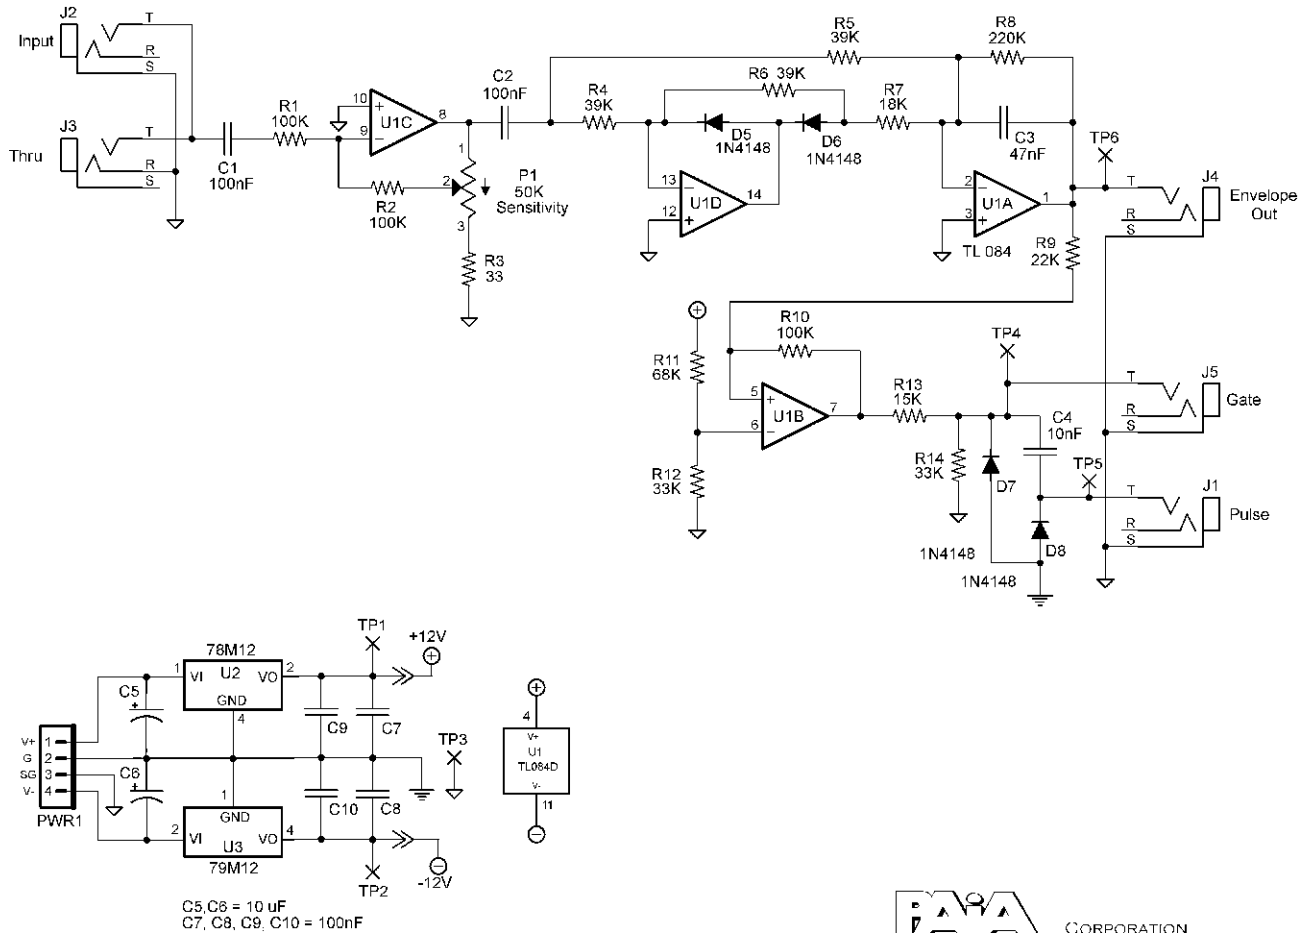 J2
Input
T
R
S
J3
Thru
T
R
S
C1
100nF
R1
100K
10
+
9
−
U1C
8
R2
100K
1
2
3
P1
50K
Sensitivity
R3
33
C2
100nF
R4
39K
R5
39K
R6 39K
D5
1N4148
D6
1N4148
R7
18K
R8
220K
C3
47nF
13
−
12
+
U1D
14
2
−
3
+
U1A
1
TL 084
TP6
R9
22K
T
R
S
J4
Envelope
Out
+
R11
68K
R12
33K
R10
100K
5
+
6
−
U1B
7
R13
15K
R14
33K
TP4
D7
1N4148
C4
10nF
TP5
D8
1N4148
T
R
S
J5
Gate
T
R
S
J1
Pulse
78M12
1
VI
U2
VO
2
GND
4
TP1
+12V
+
C5
+
C9
C7
V+
1
G
2
SG
3
V-
4
PWR1
C6
+
1
GND
2
VI
U3
VO
4
79M12
C10
C8
TP2
−
-12V
TP3
+
4
V+
U1
TL084D
V-
11
−
C5,C6 = 10 uF
C7, C8, C9, C10 = 100nF
PAiA
CORPORATION